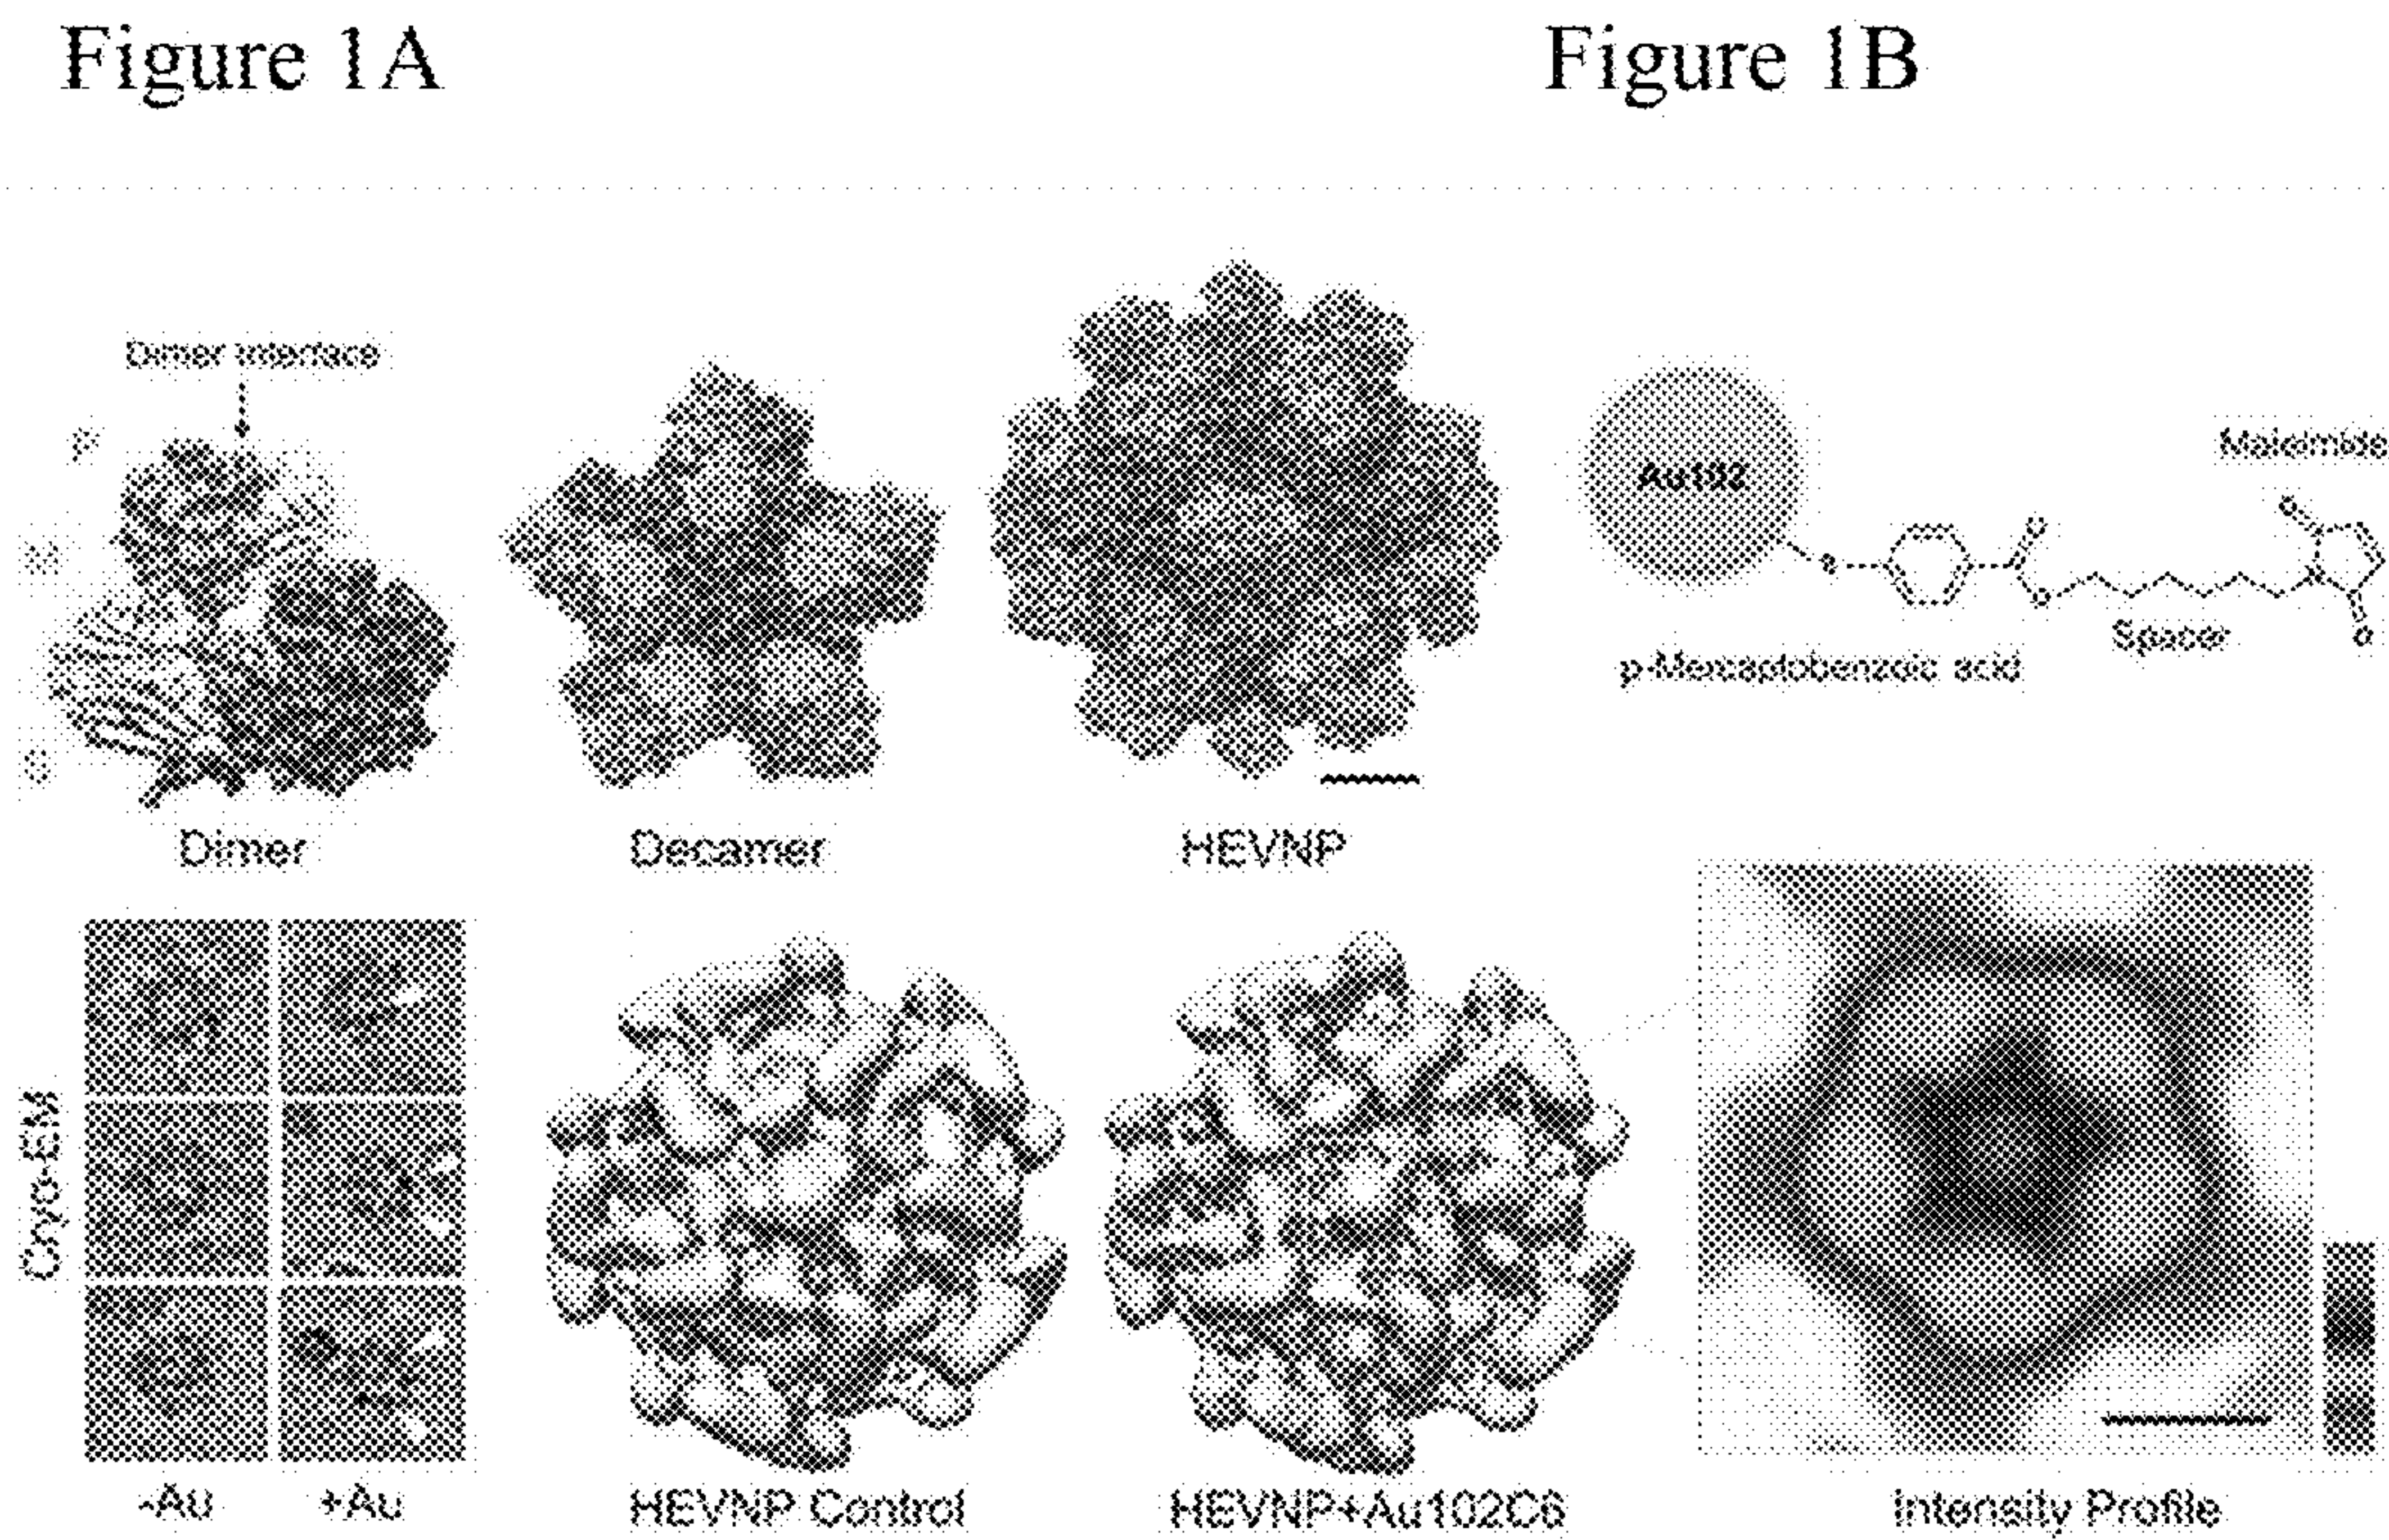 Figure 1A
Figure 1B
Dimer interface
P
M
S
Dimer
Decamer
HEVNP
Au102
S
O
O
Maleimide
O
N
O
Spacer
p-Mercaptobenzoic acid
Cryo-EM
-Au
+Au
HEVNP Control
HEVNP+Au102C6
Intensity Profile